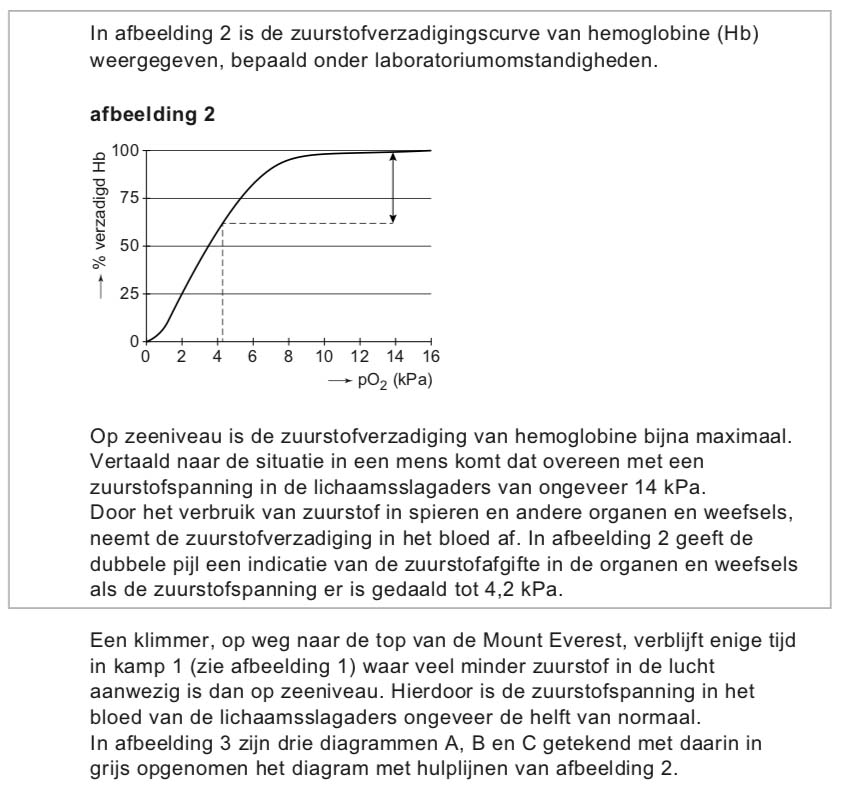 In afbeelding 2 is de zuurstofverzadigingscurve van hemoglobine (Hb)
weergegeven, bepaald onder laboratoriumomstandigheden.
afbeelding 2
% verzadigd Hb
100
75
50
25
0
0 2 4 6 8 10 12 14 16
pO2 (kPa)
Op zeeniveau is de zuurstofverzadiging van hemoglobine bijna maximaal.
Vertaald naar de situatie in een mens komt dat overeen met een
zuurstofspanning in de lichaamsslagaders van ongeveer 14 kPa.
Door het verbruik van zuurstof in spieren en andere organen en weefsels,
neemt de zuurstofverzadiging in het bloed af. In afbeelding 2 geeft de
dubbele pijl een indicatie van de zuurstofafgifte in de organen en weefsels
als de zuurstofspanning er is gedaald tot 4,2 kPa.
Een klimmer, op weg naar de top van de Mount Everest, verblijft enige tijd
in kamp 1 (zie afbeelding 1) waar veel minder zuurstof in de lucht
aanwezig is dan op zeeniveau. Hierdoor is de zuurstofspanning in het
bloed van de lichaamsslagaders ongeveer de helft van normaal.
In afbeelding 3 zijn drie diagrammen A, B en C getekend met daarin in
grijs opgenomen het diagram met hulplijnen van afbeelding 2.